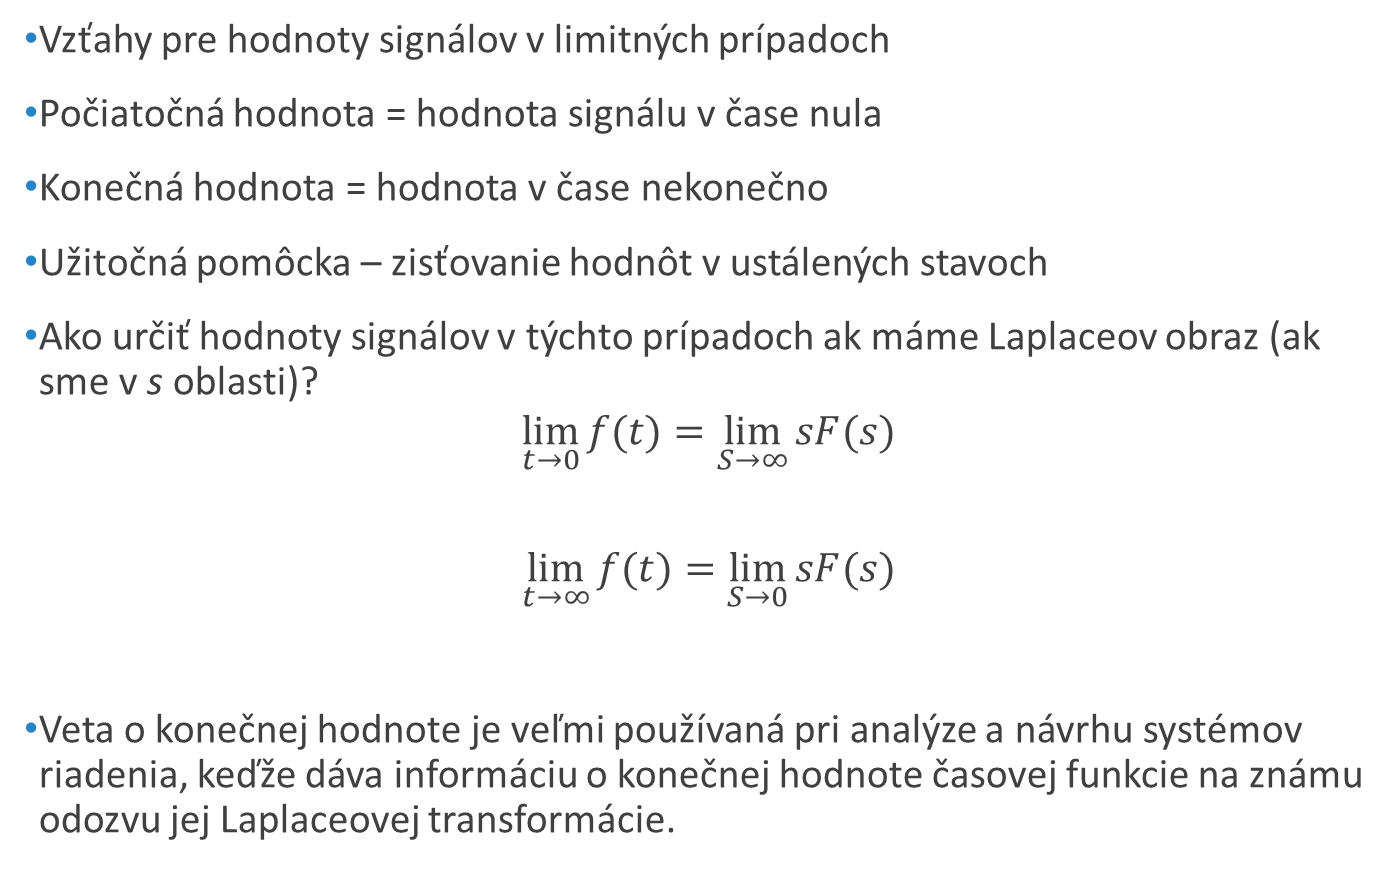 •Vzťahy pre hodnoty signálov v limitných prípadoch
•Počiatočná hodnota = hodnota signálu v čase nula
•Konečná hodnota = hodnota v čase nekonečno
•Užitočná pomôcka – zisťovanie hodnôt v ustálených stavoch
•Ako určiť hodnoty signálov v týchto prípadoch ak máme Laplaceov obraz (ak
sme v s oblasti)?
lim f(t) = lim sF(s)
t→0 S→∞
lim f(t) = lim sF(s)
t→∞ S→0
•Veta o konečnej hodnote je veľmi používaná pri analýze a návrhu systémov
riadenia, keďže dáva informáciu o konečnej hodnote časovej funkcie na známu
odozvu jej Laplaceovej transformácie.